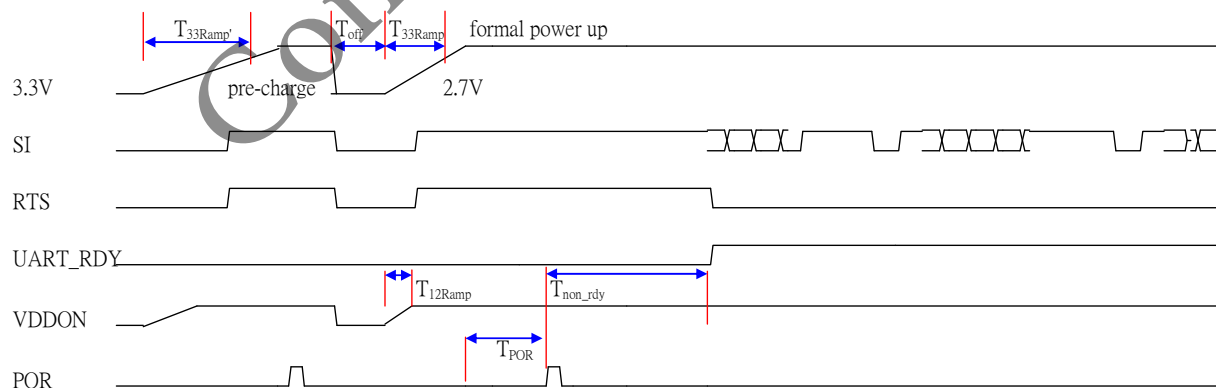 T33Ramp' Toff T33Ramp formal power up
3.3V pre-charge 2.7V
SI
RTS
UART_RDY
T12Ramp Tnon_rdy
VDDON
TPOR
POR